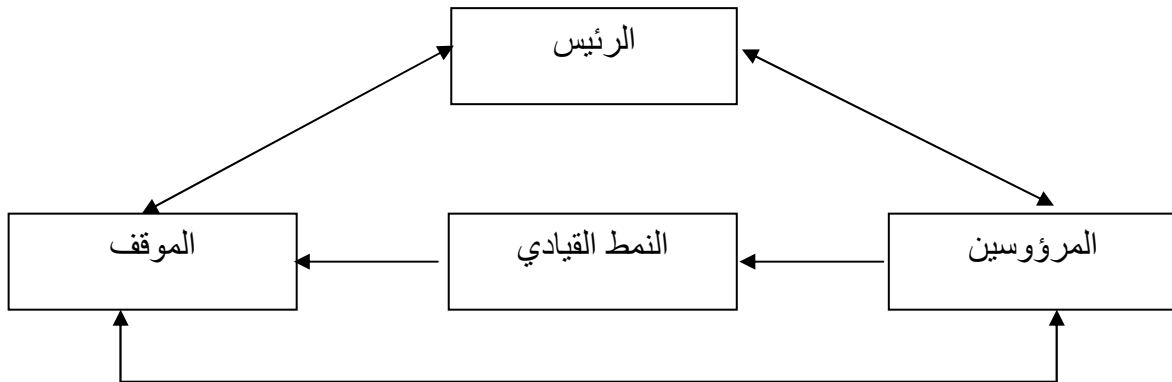 الرئيس
المرؤوسين
النمط القيادي
الموقف